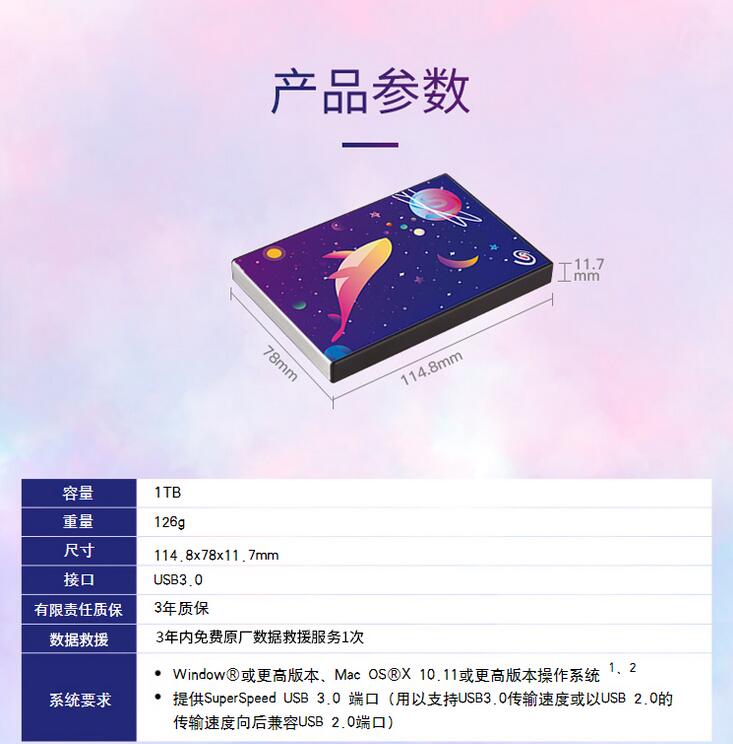 产品参数
11.7
mm
78mm
114.8mm
容量 1TB
重量 126g
尺寸 114.8x78x11.7mm
接口 USB3.0
有限责任质保 3年质保
数据救援 3年内免费原厂数据救援服务1次
系统要求
• Window®或更高版本、Mac OS®X 10.11或更高版本操作系统 1、2
• 提供SuperSpeed USB 3.0 端口（用以支持USB3.0传输速度或以USB 2.0的
传输速度向后兼容USB 2.0端口）